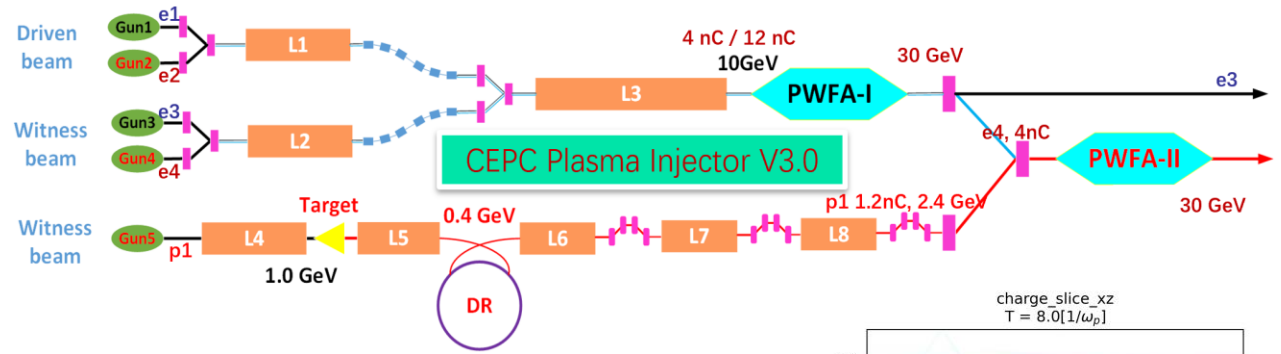 Driven
beam
Gun1
e1
Gun2
e2
L1
Witness
beam
Gun3
e3
Gun4
e4
L2
L3
4 nC / 12 nC
10GeV
PWFA-I
30 GeV
e3
e4, 4nC
PWFA-II
30 GeV
CEPC Plasma Injector V3.0
Witness
beam
Gun5
p1
L4
Target
1.0 GeV
L5
0.4 GeV
DR
L6
L7
L8
p1 1.2nC, 2.4 GeV
charge_slice_xz
T = 8.0[1/ωₚ]